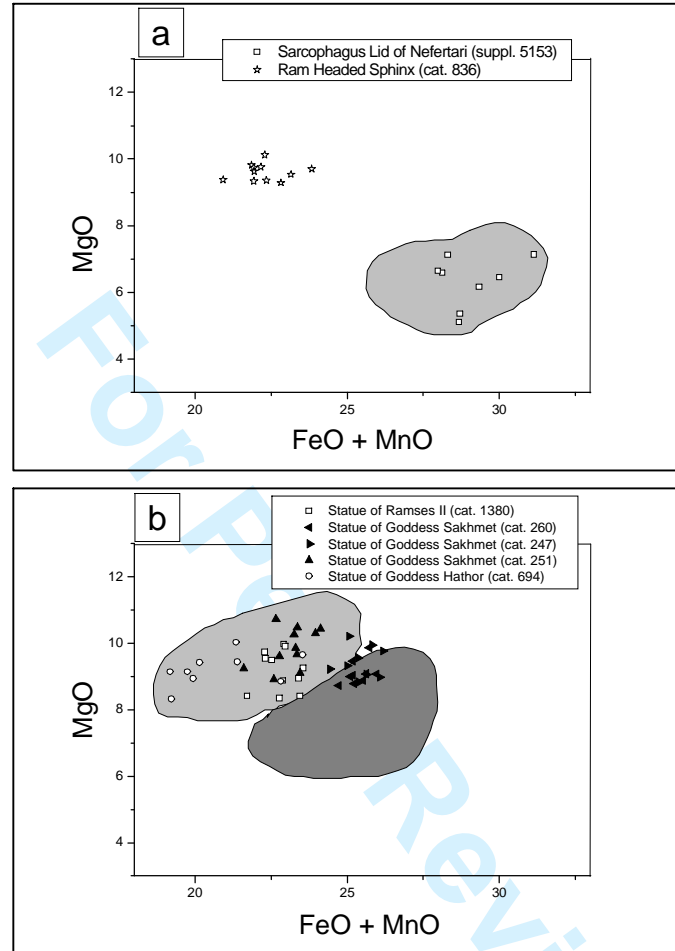 a
Sarcophagus Lid of Nefertari (suppl. 5153)
Ram Headed Sphinx (cat. 836)
12
10
8
6
4
MgO
20 25 30
FeO + MnO
b
Statue of Ramses II (cat. 1380)
Statue of Goddess Sakhmet (cat. 260)
Statue of Goddess Sakhmet (cat. 247)
Statue of Goddess Sakhmet (cat. 251)
Statue of Goddess Hathor (cat. 694)
12
10
8
6
4
MgO
20 25 30
FeO + MnO
For Pe Revi